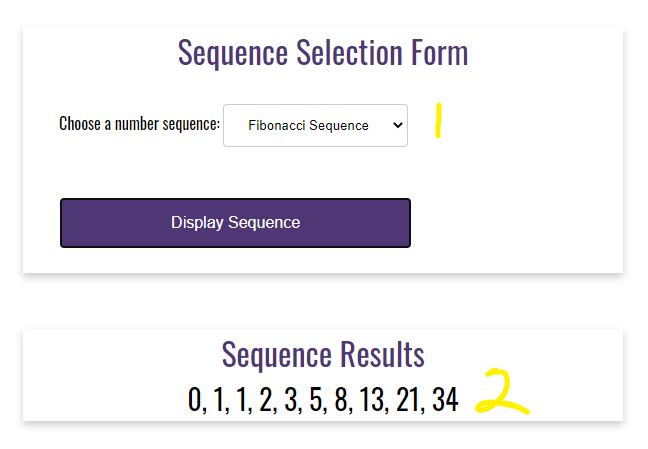 Sequence Selection Form
Choose a number sequence: Fibonacci Sequence 1
Display Sequence
Sequence Results
0, 1, 1, 2, 3, 5, 8, 13, 21, 34 2